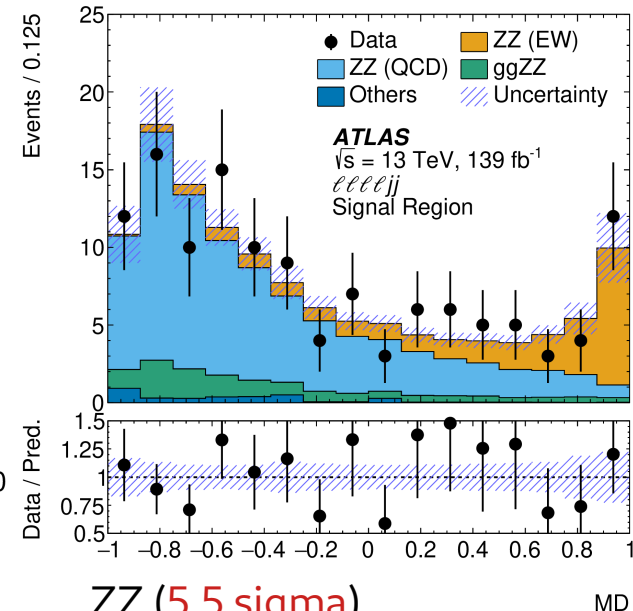 25
20
15
10
5
0
Events / 0.125
Data
ZZ (EW)
ZZ (QCD)
ggZZ
Others
Uncertainty
ATLAS
√s = 13 TeV, 139 fb⁻¹
ℓℓℓℓjj
Signal Region
1.5
1.25
1
0.75
0.5
Data / Pred.
0
−1 −0.8 −0.6 −0.4 −0.2 0 0.2 0.4 0.6 0.8 1
MD
ZZ (5.5 sigma)